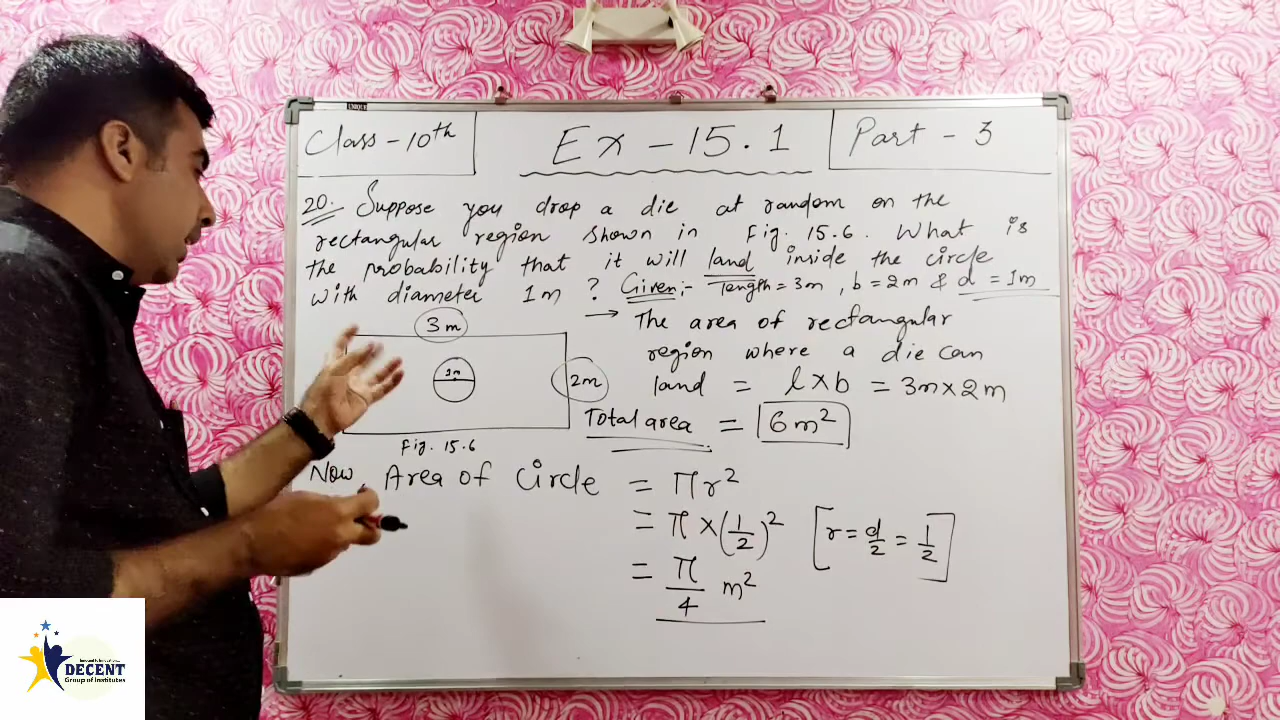 UNIQUE
Class - 10th
Ex - 15.1
Part - 3
20. Suppose you drop a die at random on the
rectangular region shown in Fig. 15.6. What is
the probability that it will land inside the circle
with diameter 1m ? Given:- length = 3m , b = 2m & d = 1m
3 m
1m
2m
Fig. 15.6
→ The area of rectangular
region where a die can
land = l×b = 3m×2m
Total area = 6m²
Now, Area of Circle = πr²
= π×(1/2)² [r = d/2 = 1/2]
= π/4 m²
DECENT
Group of Institutes